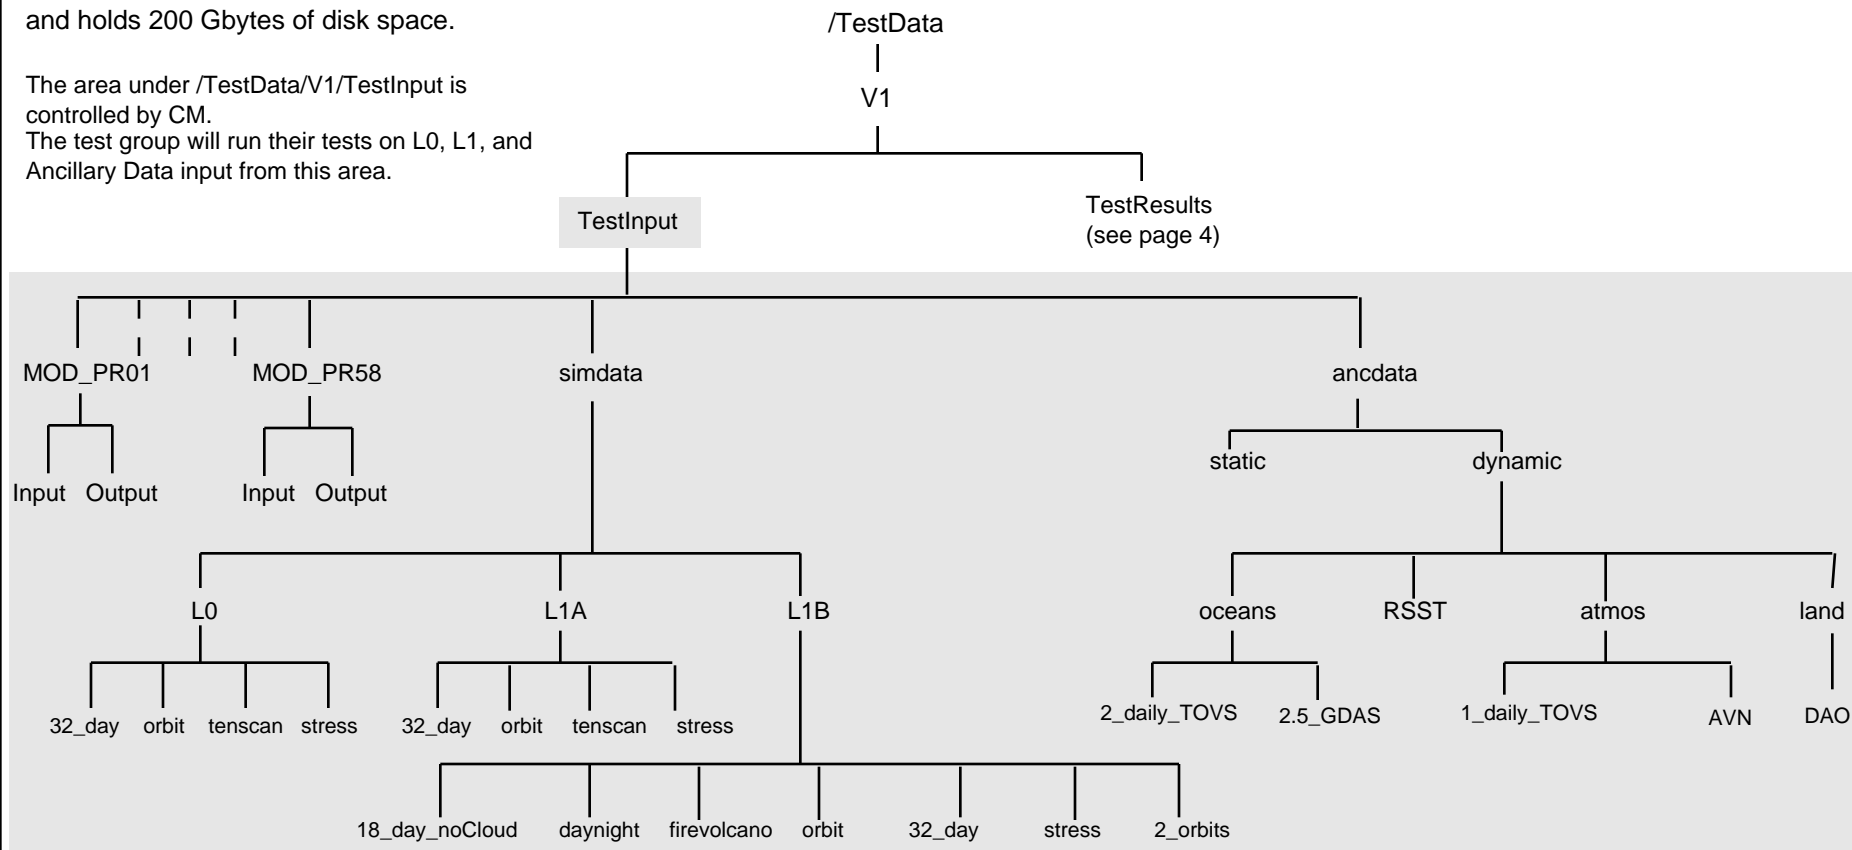 and holds 200 Gbytes of disk space.
/TestData
The area under /TestData/V1/TestInput is
controlled by CM.
The test group will run their tests on L0, L1, and
Ancillary Data input from this area.
V1
TestInput
TestResults
(see page 4)
MOD_PR01
MOD_PR58
simdata
ancdata
static
dynamic
Input Output
Input Output
L0
L1A
L1B
oceans
RSST
atmos
land
32_day orbit tenscan stress
32_day orbit tenscan stress
2_daily_TOVS
2.5_GDAS
1_daily_TOVS
AVN
DAO
18_day_noCloud daynight firevolcano orbit 32_day stress 2_orbits